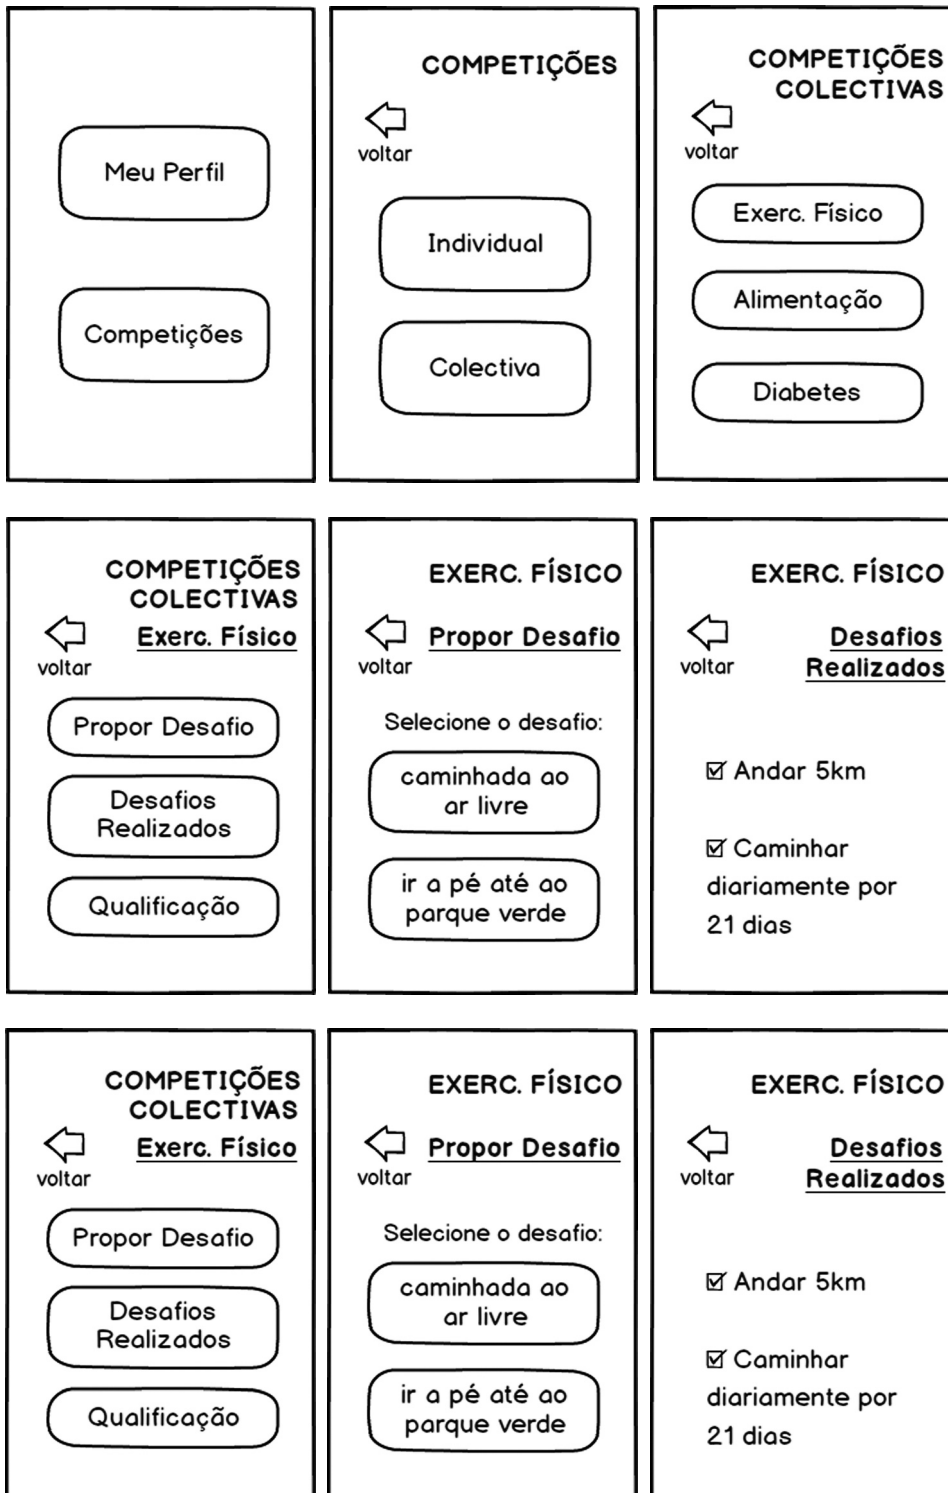 Meu Perfil
Competições
COMPETIÇÕES
voltar
Individual
Colectiva
COMPETIÇÕES
COLECTIVAS
voltar
Exerc. Físico
Alimentação
Diabetes
COMPETIÇÕES
COLECTIVAS
Exerc. Físico
voltar
Propor Desafio
Desafios
Realizados
Qualificação
EXERC. FÍSICO
Propor Desafio
voltar
Selecione o desafio:
caminhada ao
ar livre
ir a pé até ao
parque verde
EXERC. FÍSICO
Desafios
Realizados
voltar
Andar 5km
Caminhar
diariamente por
21 dias
COMPETIÇÕES
COLECTIVAS
Exerc. Físico
voltar
Propor Desafio
Desafios
Realizados
Qualificação
EXERC. FÍSICO
Propor Desafio
voltar
Selecione o desafio:
caminhada ao
ar livre
ir a pé até ao
parque verde
EXERC. FÍSICO
Desafios
Realizados
voltar
Andar 5km
Caminhar
diariamente por
21 dias